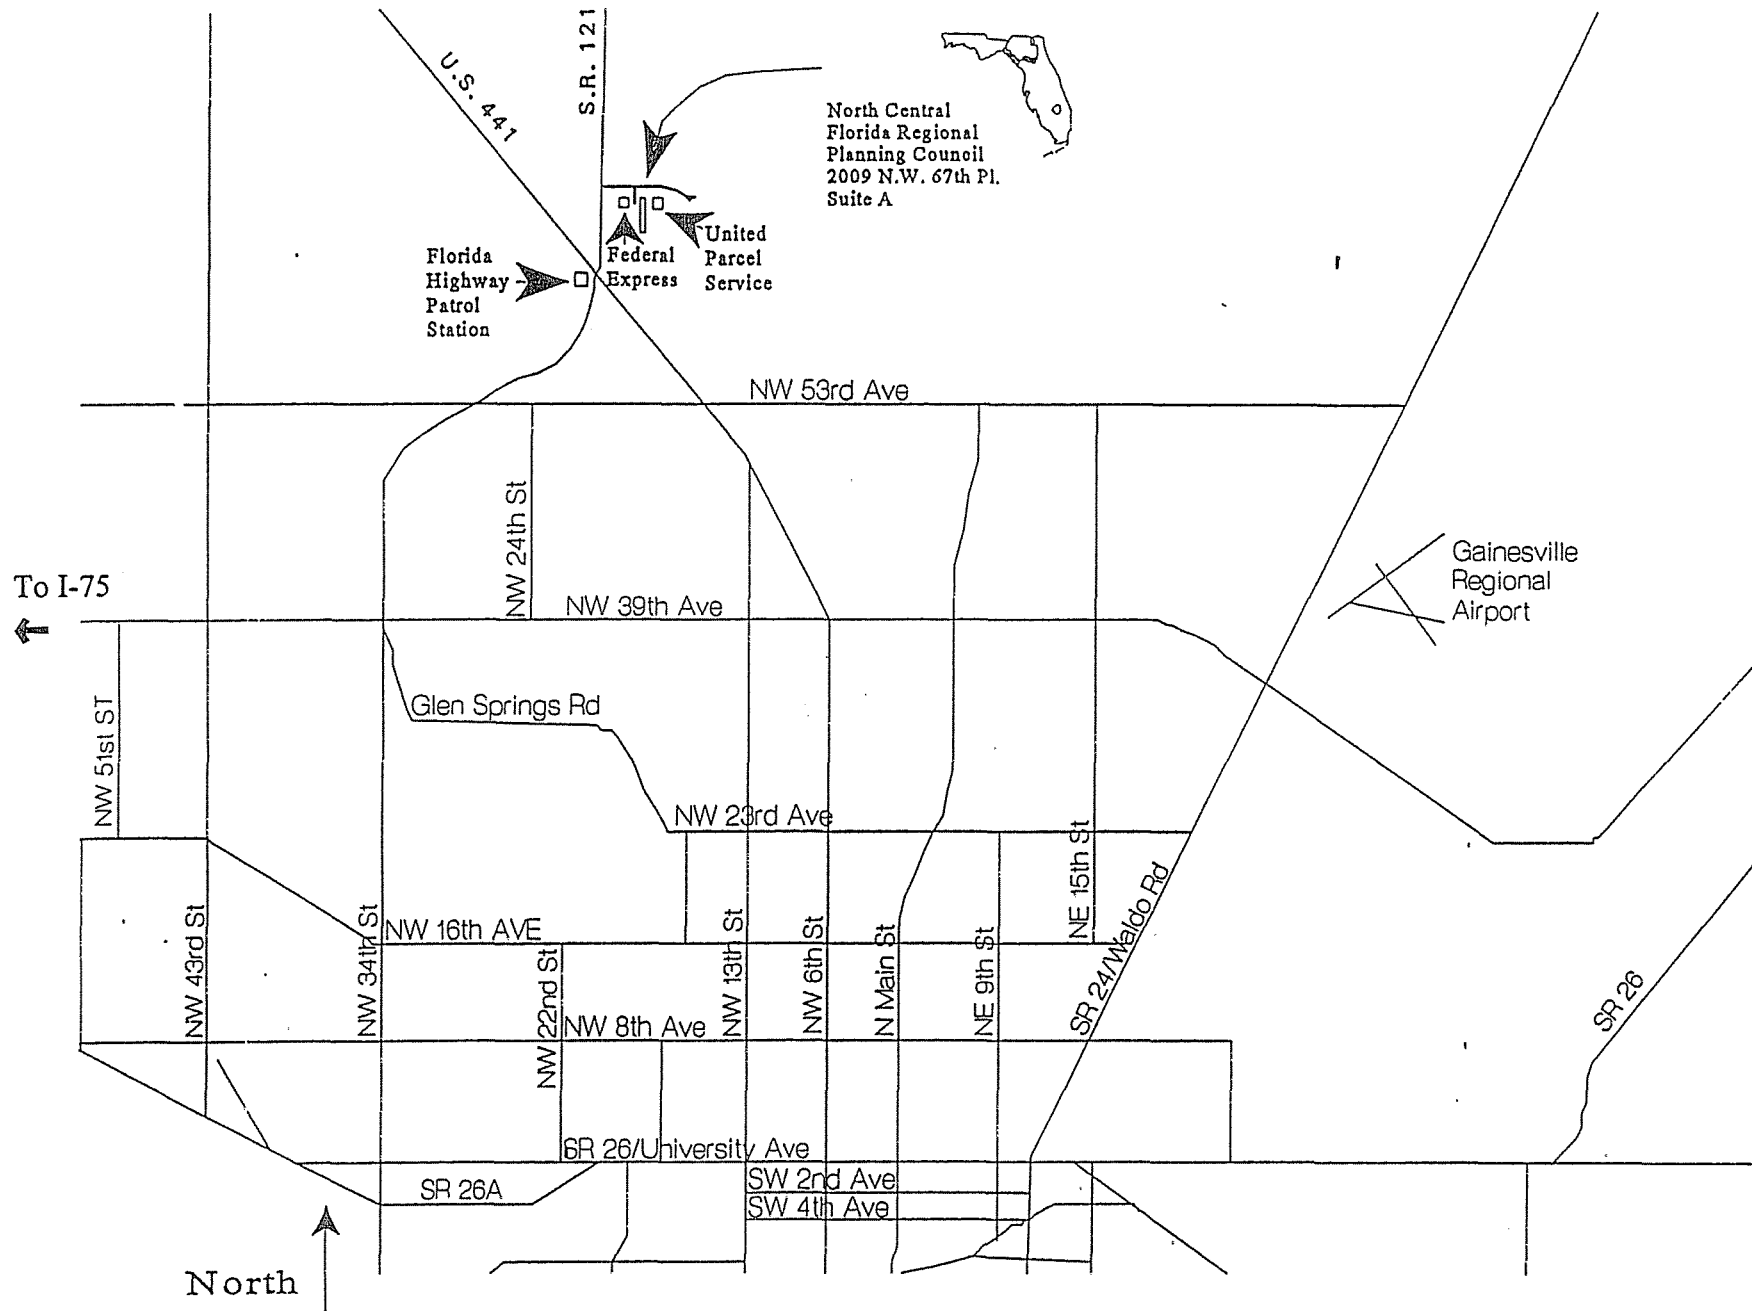 U.S. 441
S.R. 121
North Central
Florida Regional
Planning Council
2009 N.W. 67th Pl.
Suite A
United
Parcel
Service
Federal
Express
Florida
Highway
Patrol
Station
NW 53rd Ave
NW 24th St
To I-75
NW 39th Ave
Gainesville
Regional
Airport
NW 51st ST
Glen Springs Rd
NW 23rd Ave
NE 15th St
SR 24/Waldo Rd
NW 43rd St
NW 34th St
NW 16th AVE
NW 22nd St
NW 13th St
NW 6th St
N Main St
NE 9th St
SR 26
NW 8th Ave
SR 26/University Ave
SR 26A
SW 2nd Ave
SW 4th Ave
North